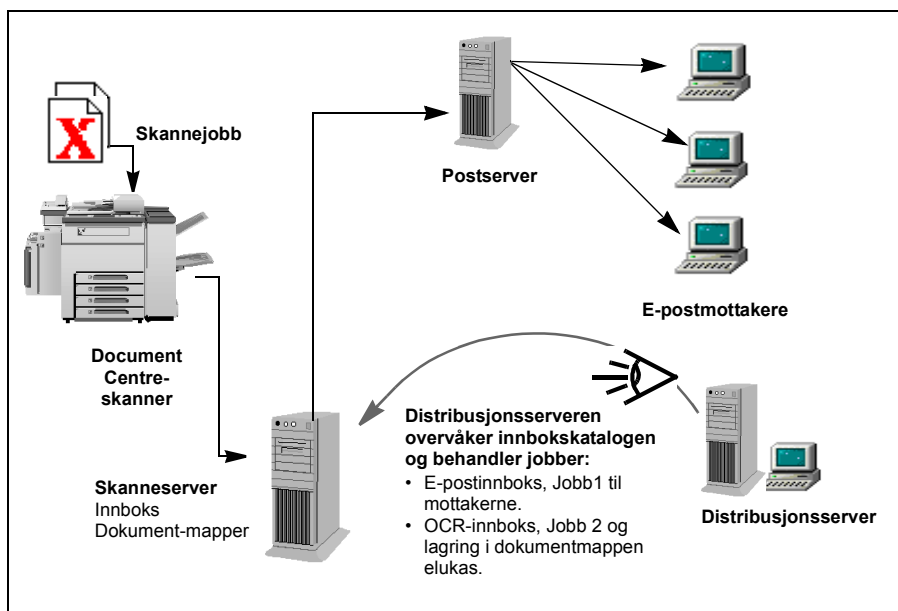 Skannejobb
Postserver
E-postmottakere
Document
Centre-
skanner
Distribusjonsserveren
overvåker innbokskatalogen
og behandler jobber:
• E-postinnboks, Jobb1 til
mottakerne.
• OCR-innboks, Jobb 2 og
lagring i dokumentmappen
elukas.
Skanneserver
Innboks
Dokument-mapper
Distribusjonsserver